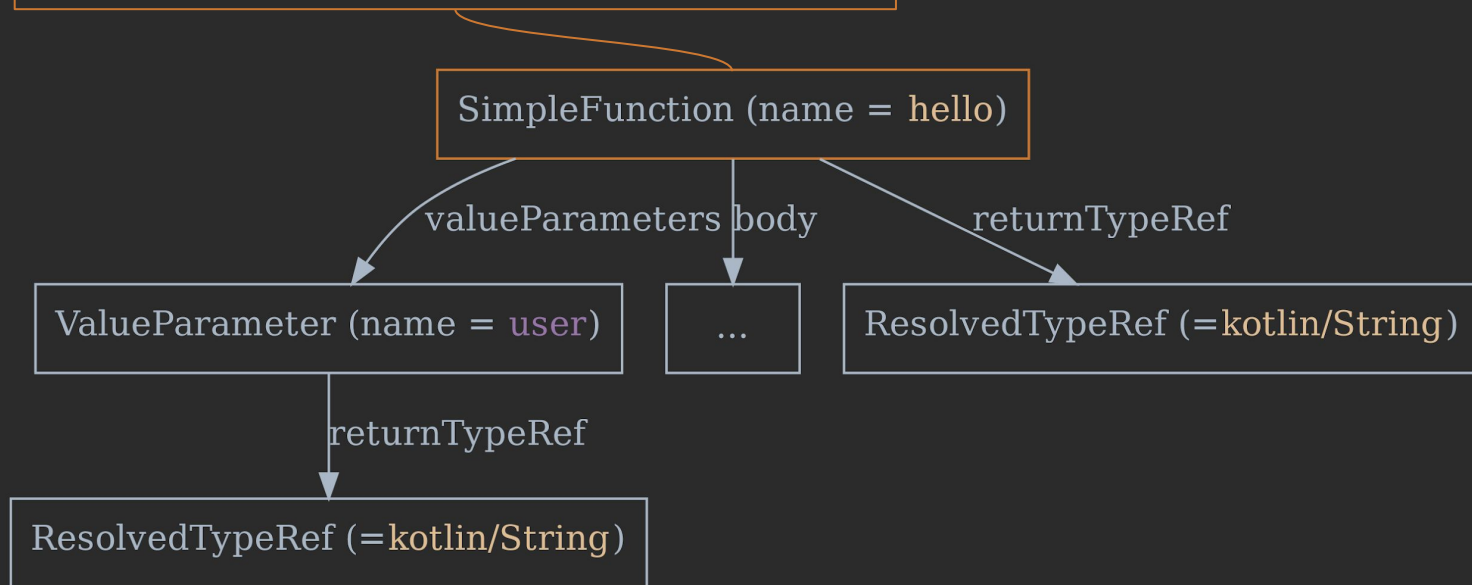 SimpleFunction (name = hello)
valueParameters
body
returnTypeRef
ValueParameter (name = user)
...
ResolvedTypeRef (=kotlin/String)
returnTypeRef
ResolvedTypeRef (=kotlin/String)